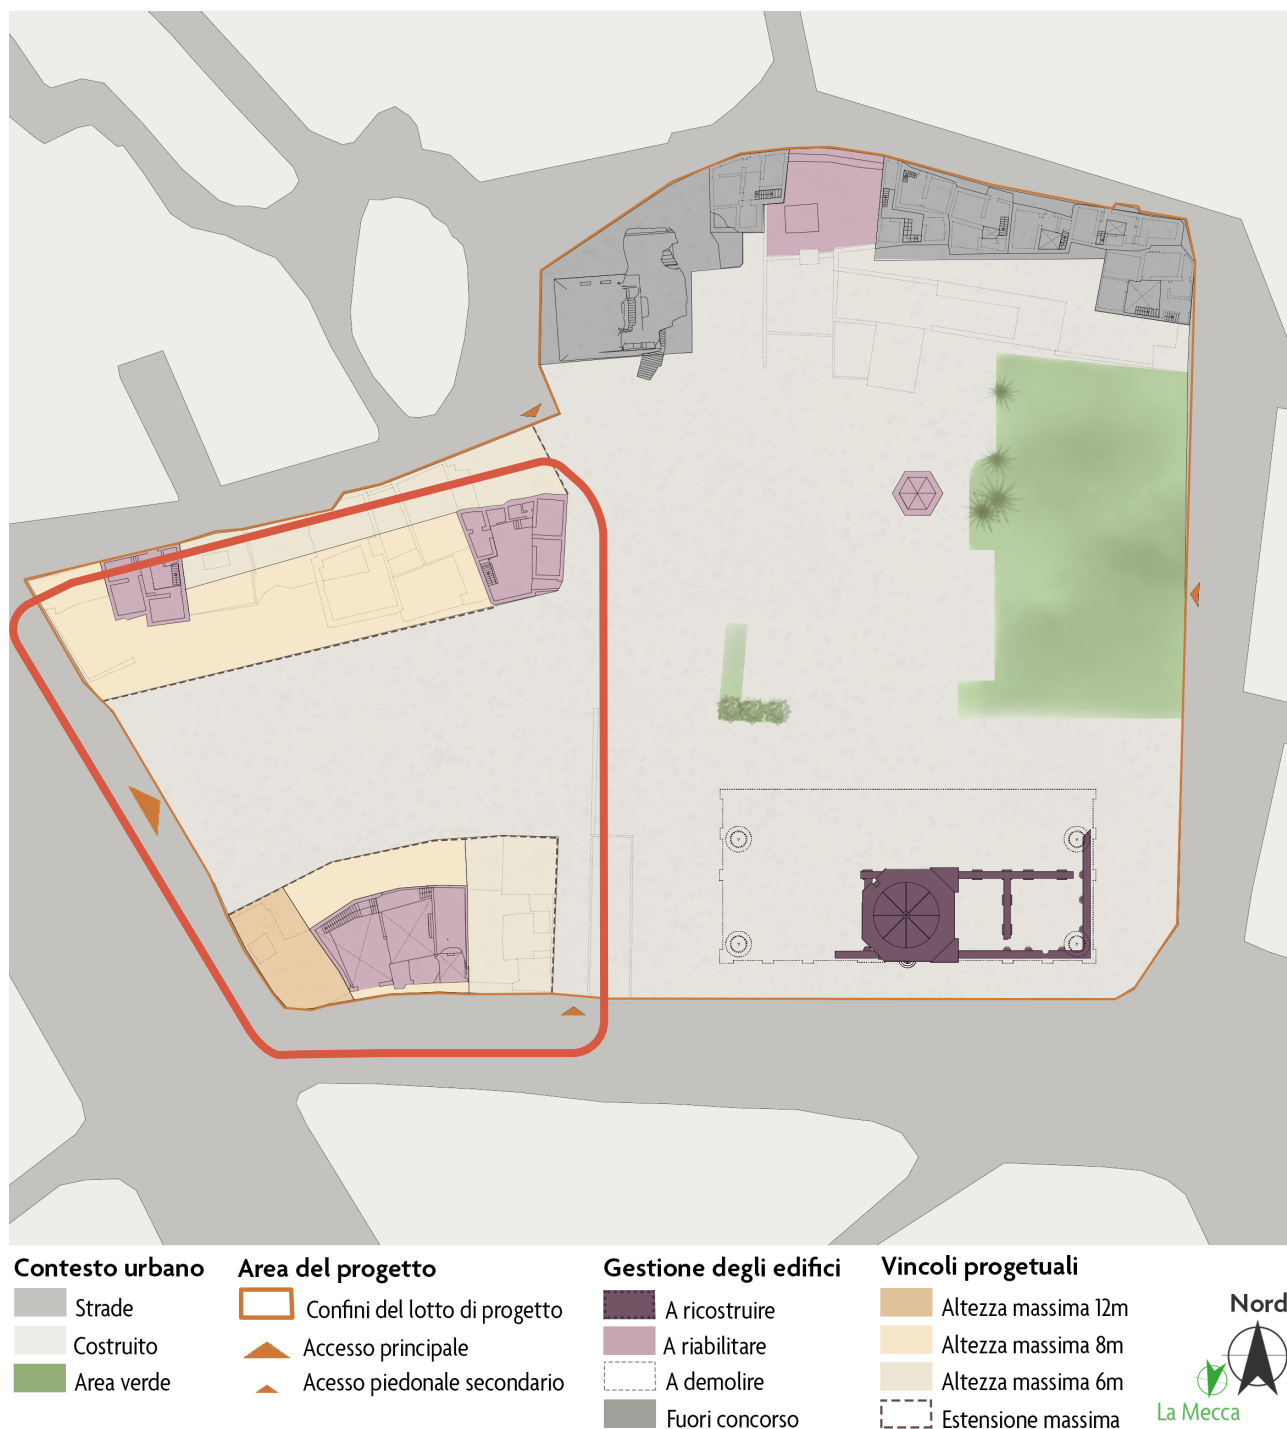 Contesto urbano
Strade
Costruito
Area verde
Area del progetto
Confini del lotto di progetto
Accesso principale
Acesso piedonale secondario
Gestione degli edifici
A ricostruire
A riabilitare
A demolire
Fuori concorso
Vincoli progetuali
Altezza massima 12m
Altezza massima 8m
Altezza massima 6m
Estensione massima
Nord
La Mecca